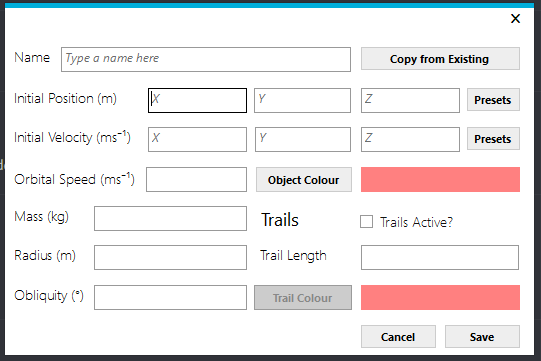 Name Type a name here Copy from Existing
Initial Position (m) X Y Z Presets
Initial Velocity (ms⁻¹) X Y Z Presets
Orbital Speed (ms⁻¹) Object Colour
Mass (kg) Trails Trails Active?
Radius (m) Trail Length
Obliquity (°) Trail Colour
Cancel Save